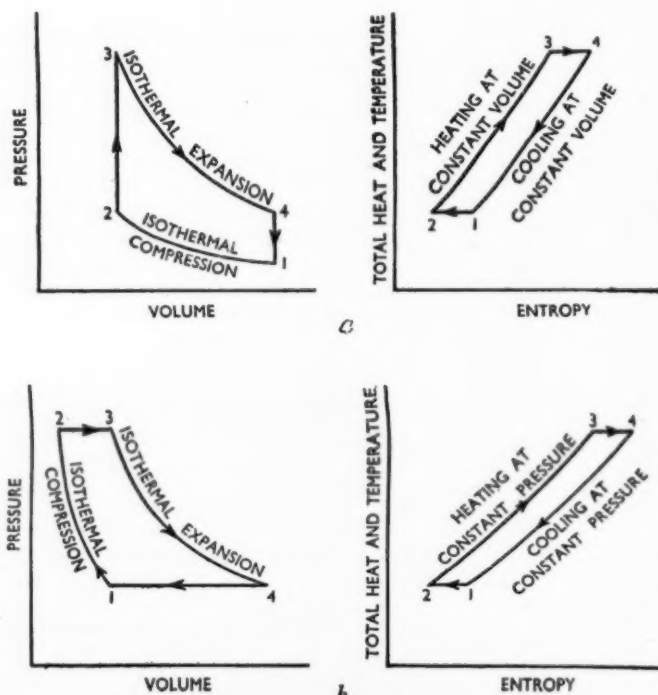 PRESSURE
3
ISOTHERMAL
EXPANSION
4
2
ISOTHERMAL
COMPRESSION
1
VOLUME
TOTAL HEAT AND TEMPERATURE
3 4
HEATING AT
CONSTANT VOLUME
COOLING AT
CONSTANT VOLUME
2 1
ENTROPY
PRESSURE
2 3
ISOTHERMAL
COMPRESSION
ISOTHERMAL
EXPANSION
1 4
VOLUME
b
TOTAL HEAT AND TEMPERATURE
3 4
HEATING AT
CONSTANT PRESSURE
COOLING AT
CONSTANT PRESSURE
2 1
ENTROPY